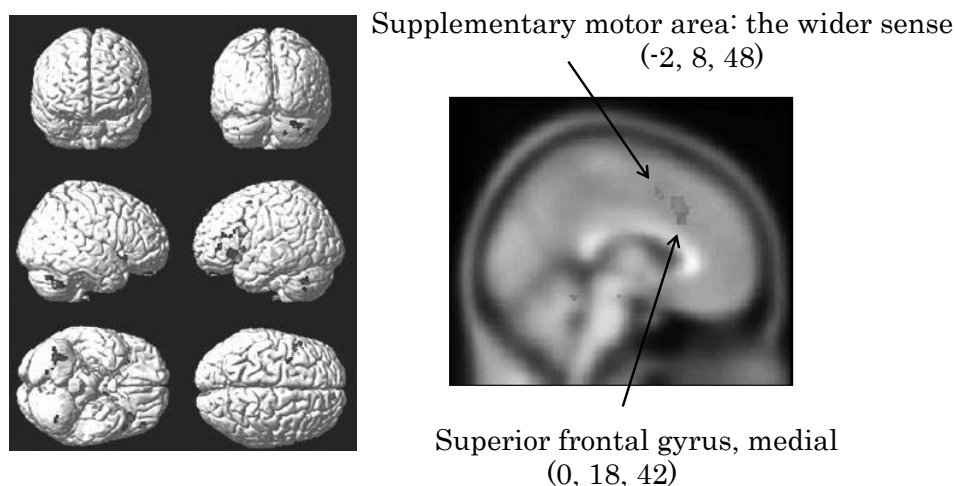 Supplementary motor area: the wider sense
(-2, 8, 48)
Superior frontal gyrus, medial
(0, 18, 42)